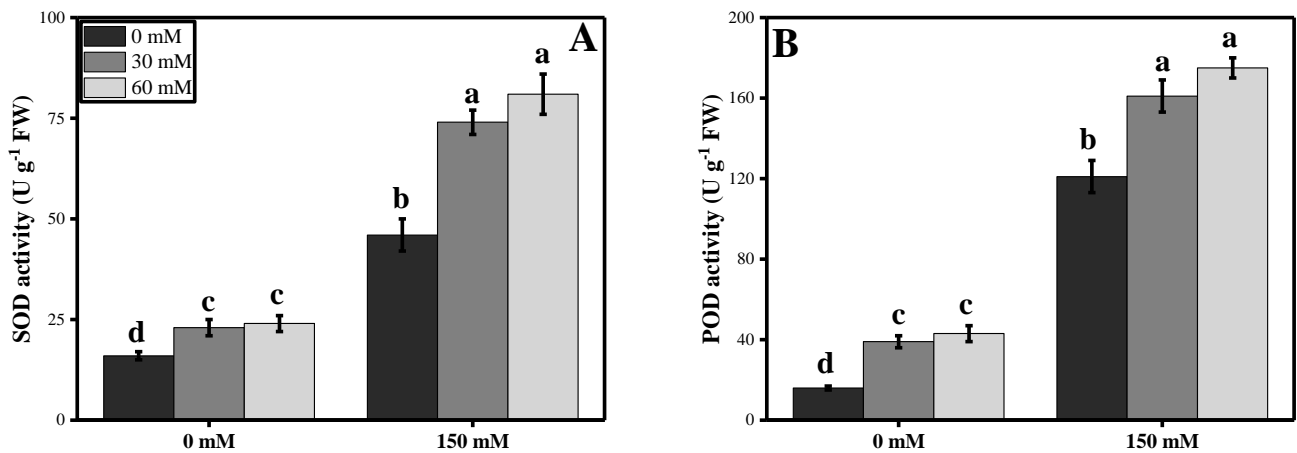 SOD activity (U g⁻¹ FW)
100
75
50
25
0
0 mM
30 mM
60 mM
A
d
c
c
b
a
a
0 mM
150 mM
POD activity (U g⁻¹ FW)
200
160
120
80
40
0
B
d
c
c
b
a
a
0 mM
150 mM